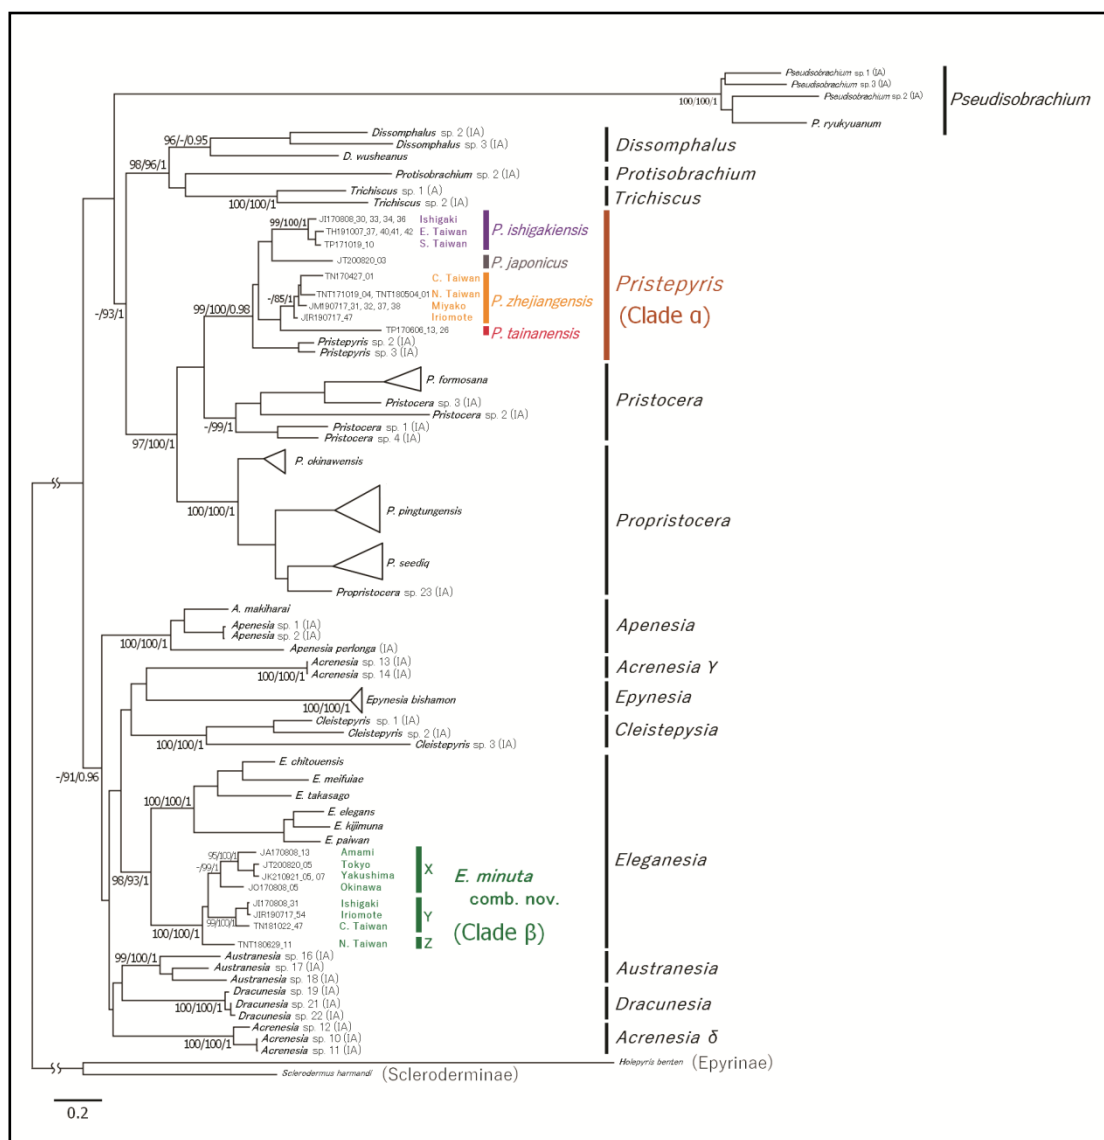 Pseudisobrachium sp. 1 (IA)
Pseudisobrachium sp. 3 (IA)
Pseudisobrachium sp. 2 (IA)
P. ryukyuanum
100/100/1
Pseudisobrachium
96/-/0.95
98/96/1
Dissomphalus sp. 2 (IA)
Dissomphalus sp. 3 (IA)
D. wusheanus
Dissomphalus
Protisobrachium sp. 2 (IA)
Protisobrachium
Trichiscus sp. 1 (A)
Trichiscus sp. 2 (IA)
100/100/1
Trichiscus
99/100/1
JI170808_30, 33, 34, 36 Ishigaki
TH191007_37, 40,41, 42 E. Taiwan
TP171019_10 S. Taiwan
P. ishigakiensis
JT200820_03
P. japonicus
TN170427_01 C. Taiwan
TNT171019_04, TNT180504_01 N. Taiwan
JM190717_31, 32, 37, 38 Miyako
JIR190717_47 Iriomote
-/85/1
P. zhejiangensis
TP170606_13, 26
P. tainanensis
Pristepyris sp. 2 (IA)
Pristepyris sp. 3 (IA)
Pristepyris
(Clade α)
-/93/1
99/100/0.98
P. formosana
Pristocera sp. 3 (IA)
Pristocera sp. 2 (IA)
Pristocera sp. 1 (IA)
Pristocera sp. 4 (IA)
-/99/1
Pristocera
97/100/1
P. okinawensis
100/100/1
P. pingtungensis
P. seediq
Propristocera sp. 23 (IA)
Propristocera
A. makiharai
Apenesia sp. 1 (IA)
Apenesia sp. 2 (IA)
Apenesia perlonga (IA)
100/100/1
Apenesia
Acrenesia sp. 13 (IA)
Acrenesia sp. 14 (IA)
100/100/1
Acrenesia γ
Epynesia bishamon
100/100/1
Epynesia
Cleistepyris sp. 1 (IA)
Cleistepyris sp. 2 (IA)
Cleistepyris sp. 3 (IA)
100/100/1
Cleistepysia
-/91/0.96
E. chitouensis
E. meifuiae
E. takasago
100/100/1
E. elegans
E. kijimuna
E. paiwan
95/100/1
-/99/1
JA170808_13 Amami
JT200820_05 Tokyo
JK210821_05, 07 Yakushima
JO170808_05 Okinawa
X
JI170808_31 Ishigaki
JIR190717_54 Iriomote
TN181022_47 C. Taiwan
99/100/1
Y
TNT180629_11 N. Taiwan
Z
E. minuta
comb. nov.
(Clade β)
98/93/1
100/100/1
Eleganesia
99/100/1
Austranesia sp. 16 (IA)
Austranesia sp. 17 (IA)
Austranesia sp. 18 (IA)
Austranesia
Dracunesia sp. 19 (IA)
Dracunesia sp. 21 (IA)
Dracunesia sp. 22 (IA)
100/100/1
Dracunesia
Acrenesia sp. 12 (IA)
Acrenesia sp. 10 (IA)
Acrenesia sp. 11 (IA)
100/100/1
Acrenesia δ
Holepyris benten (Epyrinae)
Sclerodermus harmandi (Scleroderminae)
0.2